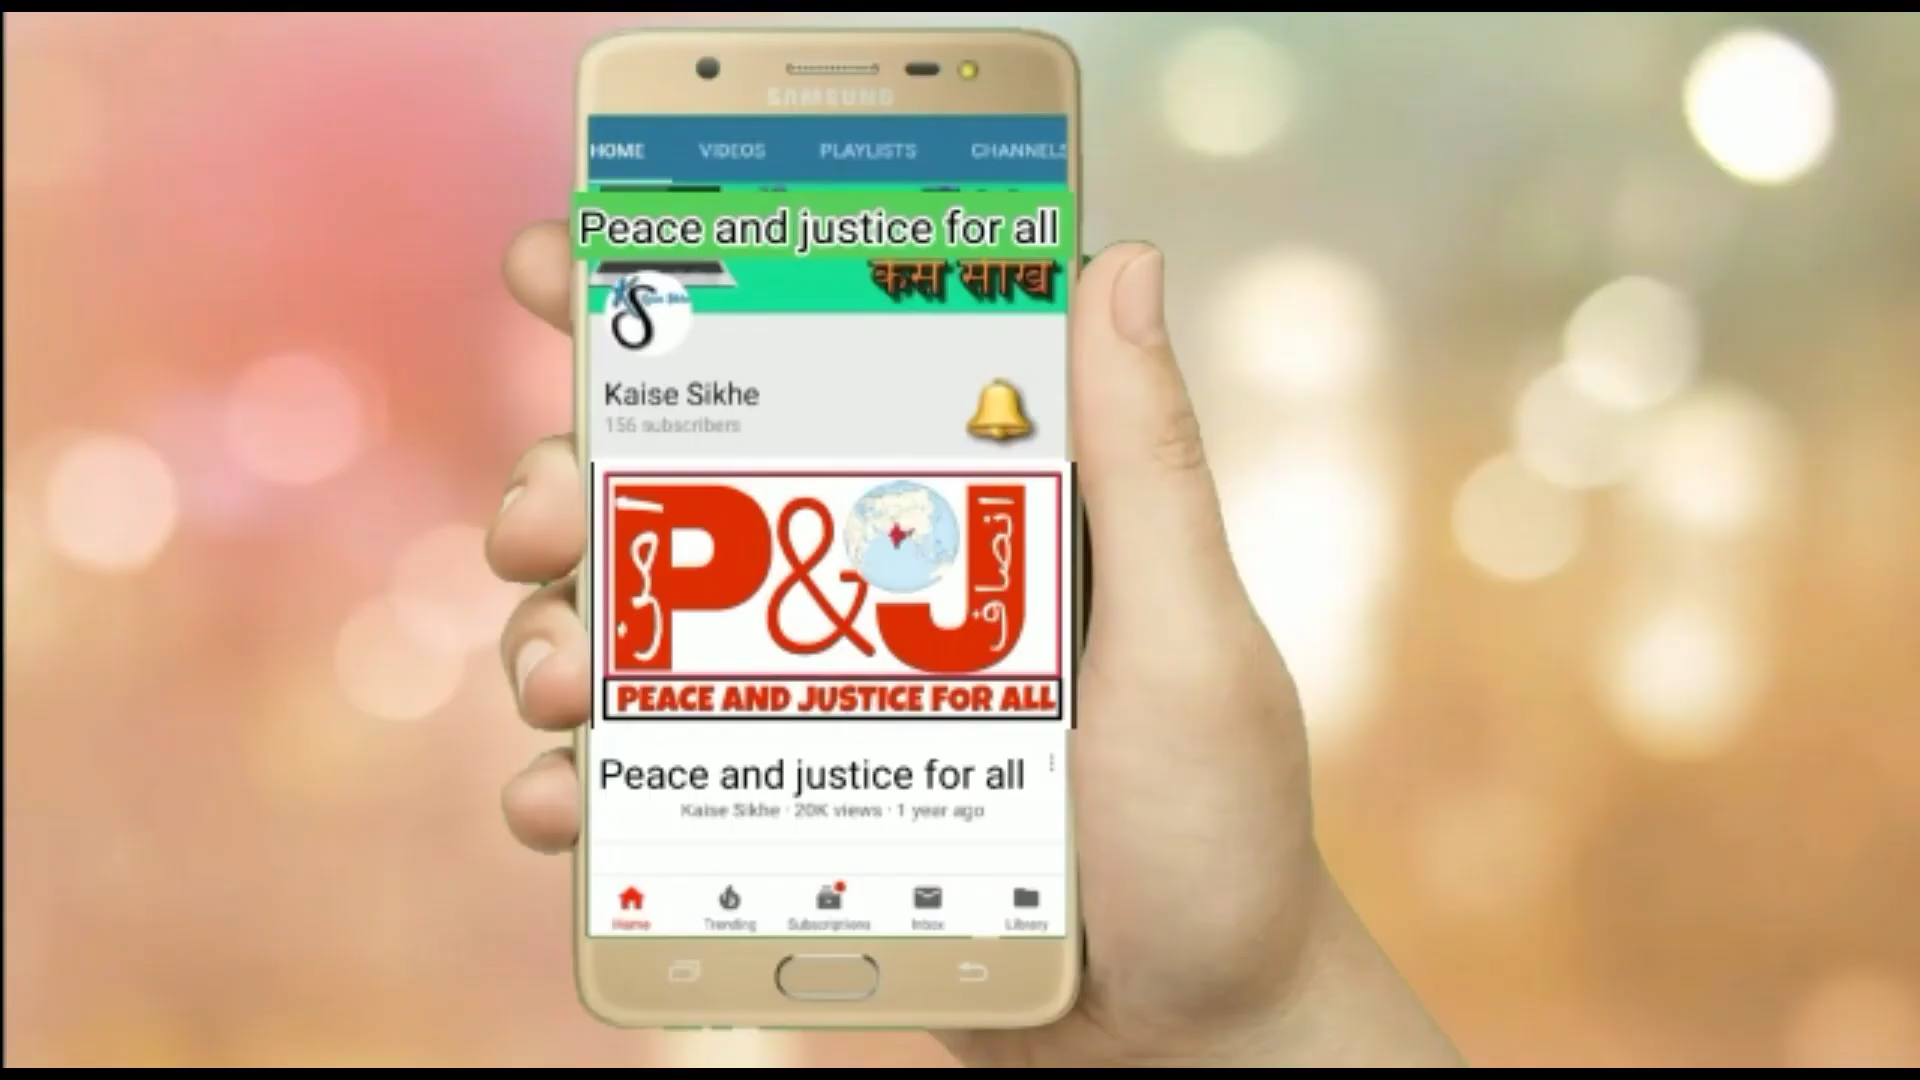 SAMSUNG
HOME VIDEOS PLAYLISTS CHANNELS
Peace and justice for all
Kaise Sikhe
156 subscribers
امن
P&J
انصاف
PEACE AND JUSTICE FOR ALL
Peace and justice for all
Kaise Sikhe · 20K views · 1 year ago
Home Trending Subscriptions Inbox Library